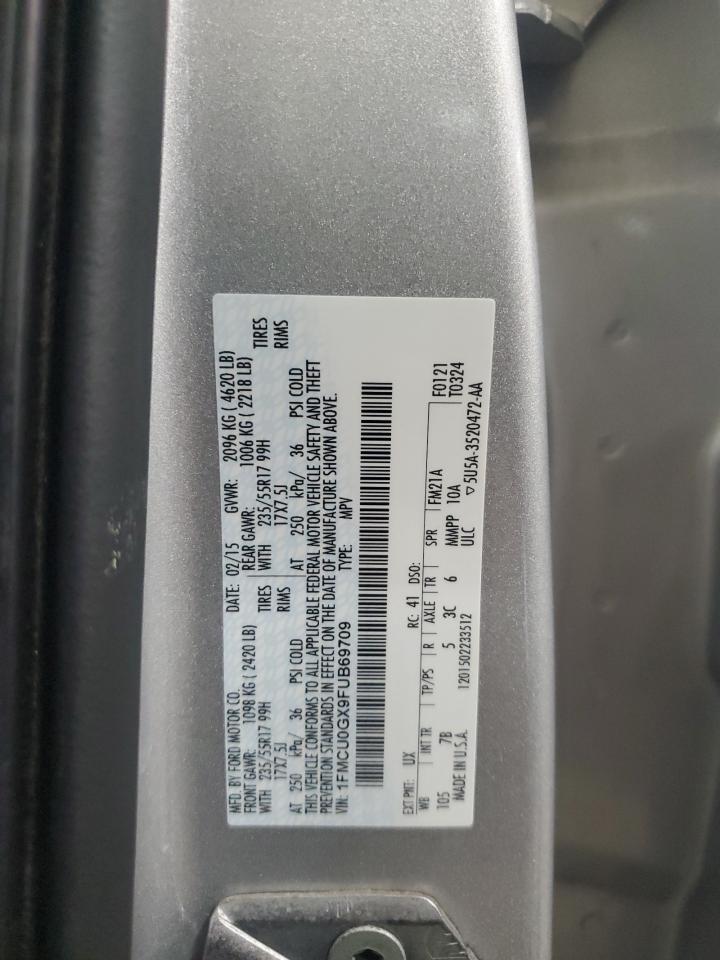 MFD. BY FORD MOTOR CO. DATE: 02/15 GVWR: 2096 KG ( 4620 LB)
FRONT GAWR: 1098 KG ( 2420 LB) REAR GAWR: 1006 KG ( 2218 LB)
WITH 235/55R17 99H TIRES WITH 235/55R17 99H TIRES
17X7.5J RIMS 17X7.5J RIMS
AT 250 kPa/ 36 PSI COLD AT 250 kPa/ 36 PSI COLD
THIS VEHICLE CONFORMS TO ALL APPLICABLE FEDERAL MOTOR VEHICLE SAFETY AND THEFT
PREVENTION STANDARDS IN EFFECT ON THE DATE OF MANUFACTURE SHOWN ABOVE.
VIN: 1FMCU0GX9FUB69709 TYPE: MPV
EXT PNT: UX RC: 41 DSO: F0121
WB INT TR TP/PS R AXLE TR SPR FM21A T0324
105 7B 5 3C 6 MMPP 10A
ULC
MADE IN U.S.A. 1201502233512 ▽5U5A-3520472-AA